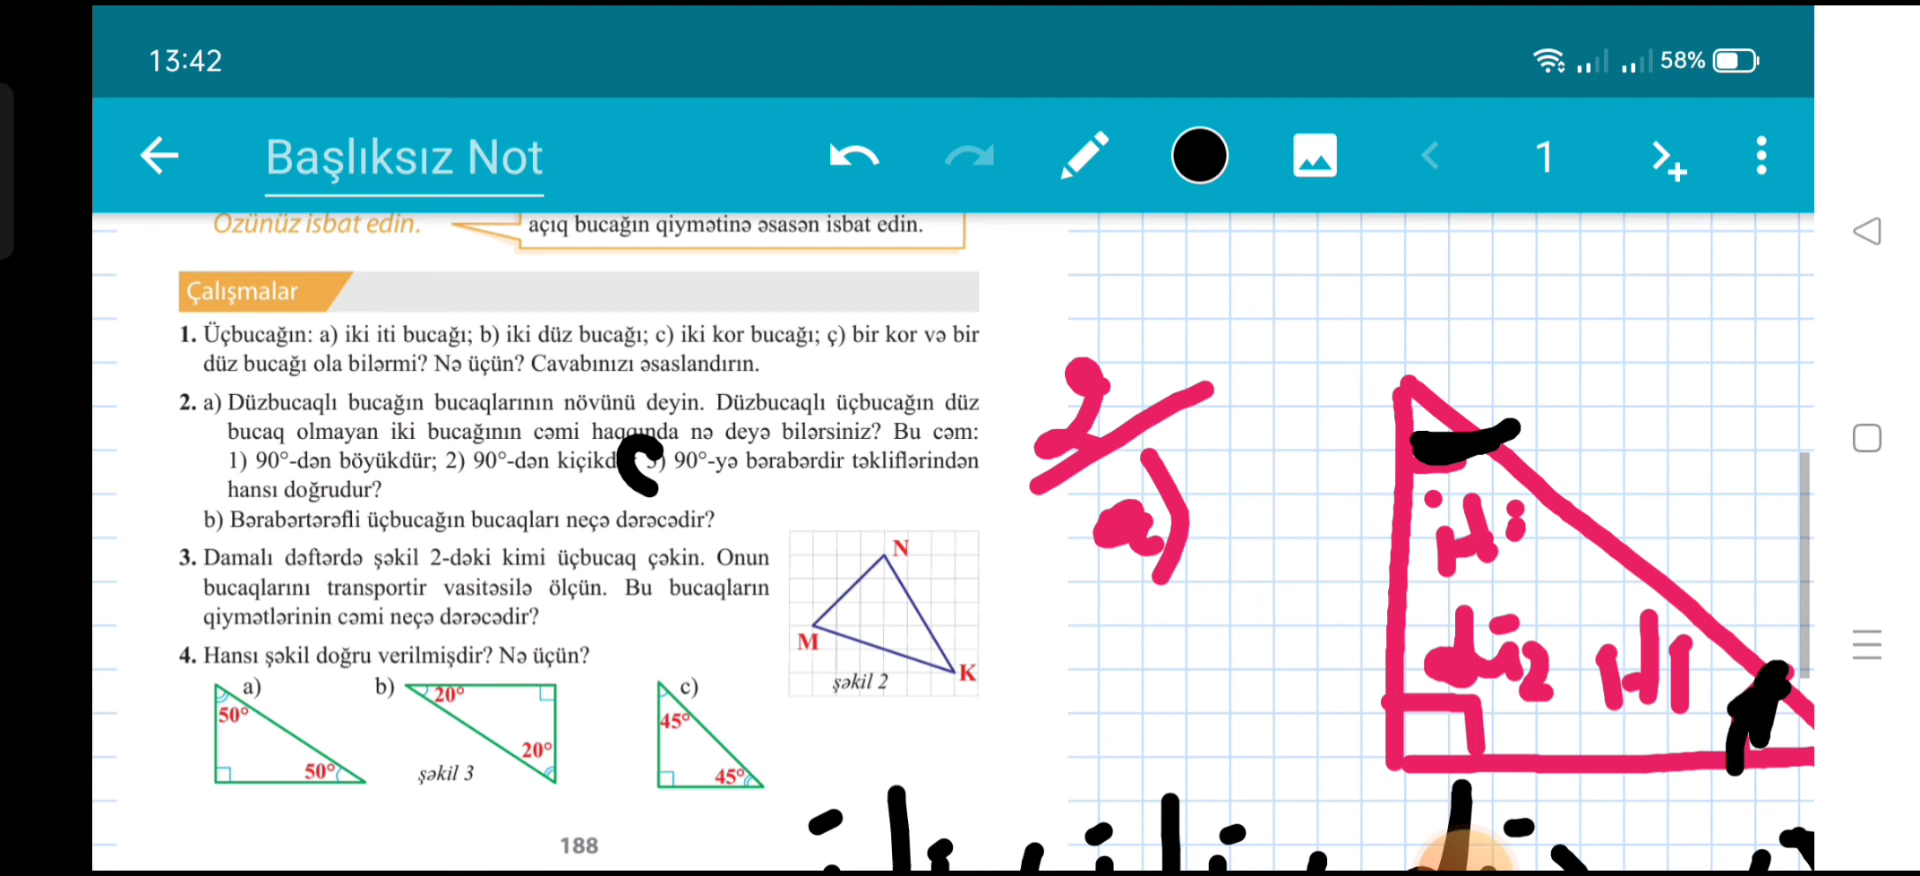 13:42
58%
Başlıksız Not
1
Özünüz isbat edin.
açıq bucağın qiymətinə əsasən isbat edin.
Çalışmalar
1. Üçbucağın: a) iki iti bucağı; b) iki düz bucağı; c) iki kor bucağı; ç) bir kor və bir
düz bucağı ola bilərmi? Nə üçün? Cavabınızı əsaslandırın.
2. a) Düzbucaqlı bucağın bucaqlarının növünü deyin. Düzbucaqlı üçbucağın düz
bucaq olmayan iki bucağının cəmi haqqında nə deyə bilərsiniz? Bu cəm:
1) 90°-dən böyükdür; 2) 90°-dən kiçikd 3) 90°-yə bərabərdir təkliflərindən
hansı doğrudur?
b) Bərabərtərəfli üçbucağın bucaqları neçə dərəcədir?
3. Damalı dəftərdə şəkil 2-dəki kimi üçbucaq çəkin. Onun
bucaqlarını transportir vasitəsilə ölçün. Bu bucaqların
qiymətlərinin cəmi neçə dərəcədir?
N
M
K
şəkil 2
4. Hansı şəkil doğru verilmişdir? Nə üçün?
a)
50°
50°
b)
20°
20°
şəkil 3
c)
45°
45°
188
2
a)
iti
düz iti